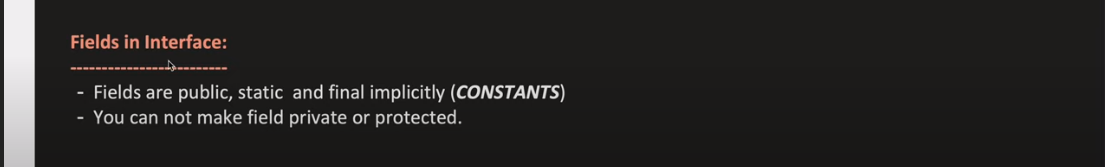 Fields in Interface:
-------------------------
- Fields are public, static and final implicitly (CONSTANTS)
- You can not make field private or protected.